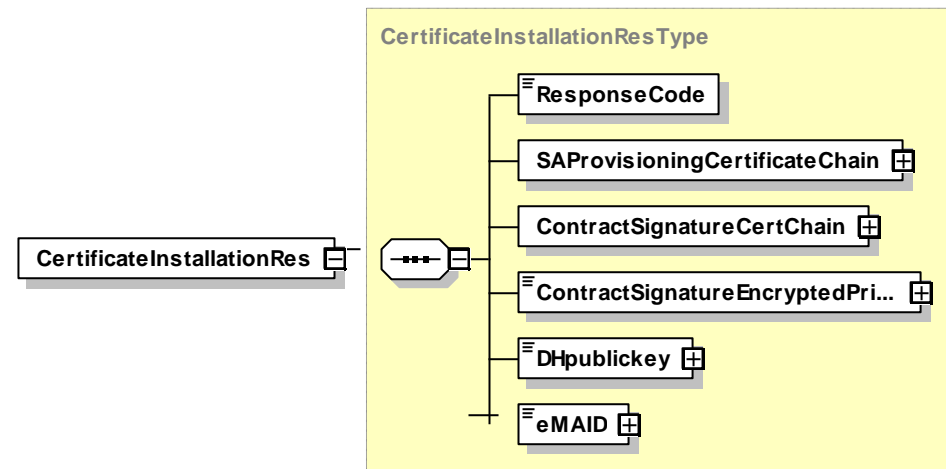 CertificateInstallationResType
ResponseCode
SAProvisioningCertificateChain
ContractSignatureCertChain
CertificateInstallationRes
ContractSignatureEncryptedPri...
DHpublickey
eMAID